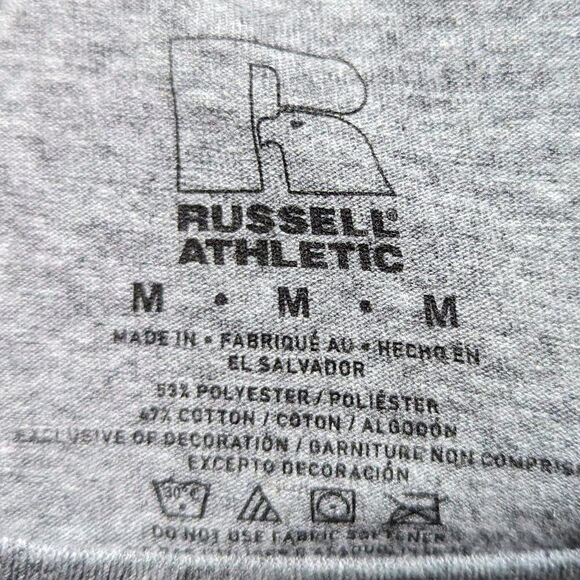 RUSSELL®
ATHLETIC
M • M • M
MADE IN • FABRIQUÉ AU • HECHO EN
EL SALVADOR
53% POLYESTER / POLIÉSTER
47% COTTON / COTON / ALGODÓN
EXCLUSIVE OF DECORATION / GARNITURE NON COMPRISE
EXCEPTO DECORACIÓN
30°C
DO NOT USE FABRIC SOFTENER